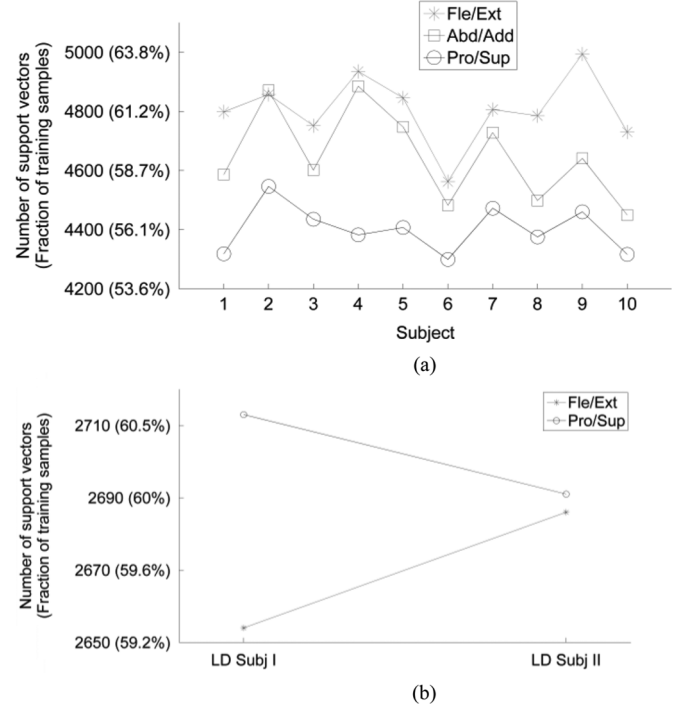 Fle/Ext
Abd/Add
Pro/Sup
Number of support vectors
(Fraction of training samples)
5000 (63.8%)
4800 (61.2%)
4600 (58.7%)
4400 (56.1%)
4200 (53.6%)
1 2 3 4 5 6 7 8 9 10
Subject
(a)
Fle/Ext
Pro/Sup
Number of support vectors
(Fraction of training samples)
2710 (60.5%)
2690 (60%)
2670 (59.6%)
2650 (59.2%)
LD Subj I LD Subj II
(b)